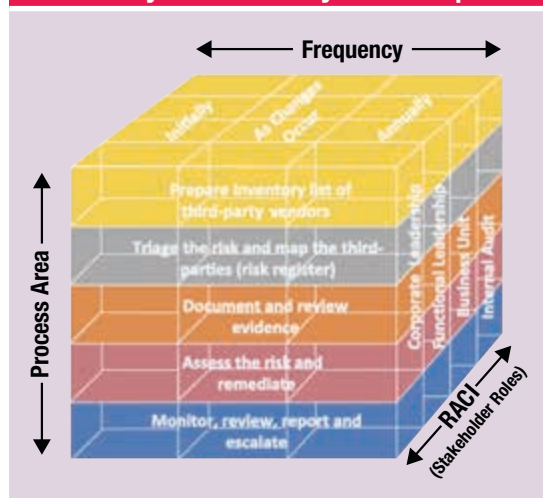 Frequency
Initially
As Changes
Occur
Annually
Process Area
Prepare inventory list of
third-party vendors
Triage the risk and map the third-
parties (risk register)
Document and review
evidence
Assess the risk and
remediate
Monitor, review, report and
escalate
Corporate Leadership
Functional Leadership
Business Unit
Internal Audit
RACI
(Stakeholder Roles)